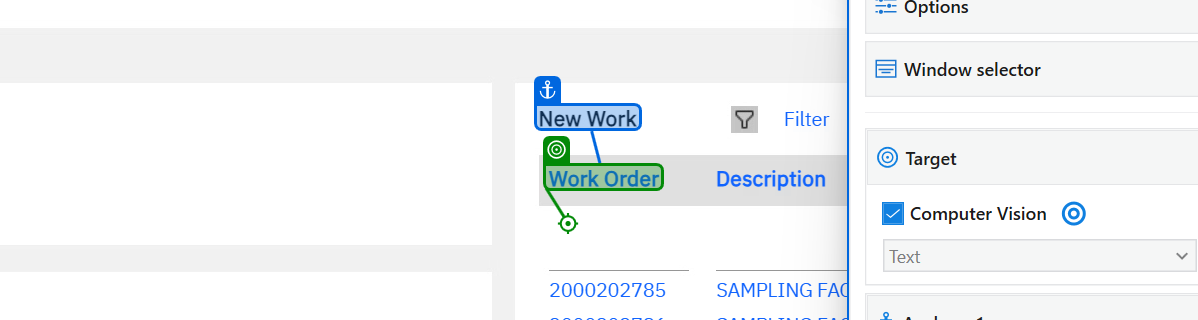 Options
Window selector
New Work
Filter
Target
Work Order
Description
Computer Vision
Text
2000202785
SAMPLING FAC